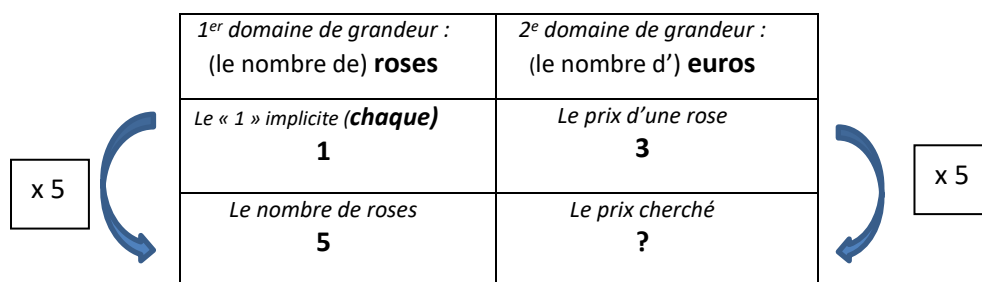 1er domaine de grandeur :
(le nombre de) roses
2e domaine de grandeur :
(le nombre d’) euros
Le « 1 » implicite (chaque)
1
Le prix d’une rose
3
x 5
x 5
Le nombre de roses
5
Le prix cherché
?